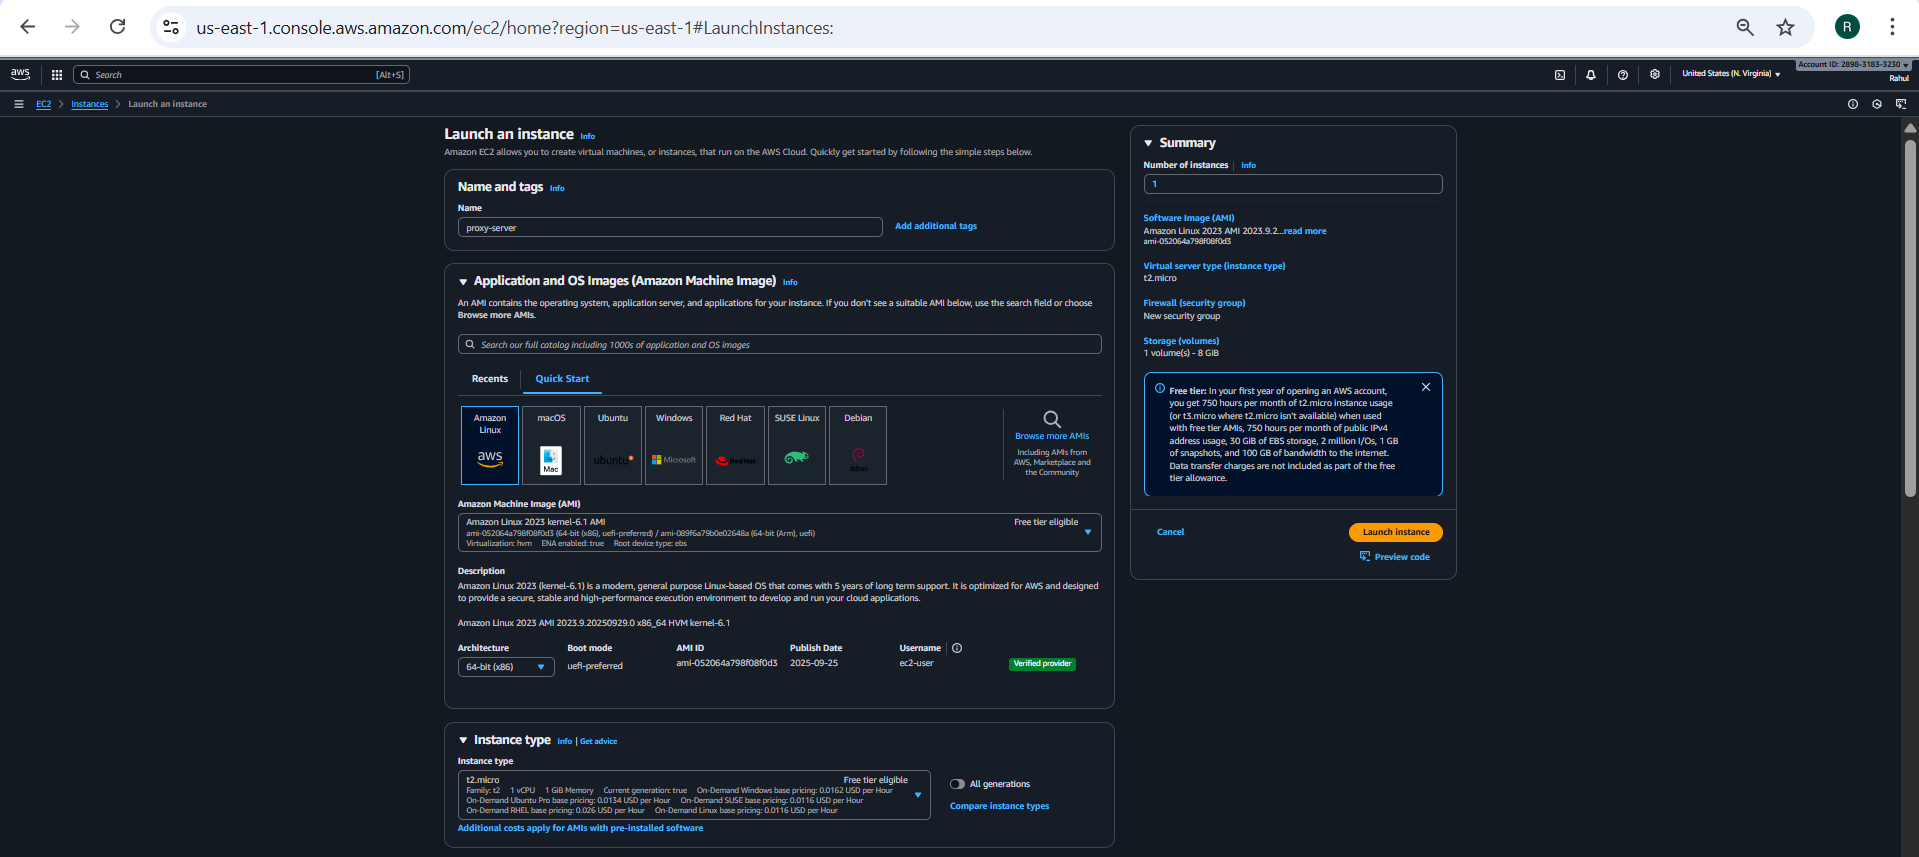 us-east-1.console.aws.amazon.com/ec2/home?region=us-east-1#LaunchInstances:
R
aws
Search
[Alt+S]
United States (N. Virginia)
Account ID: 2898-3183-3230
Rahul
EC2 > Instances > Launch an instance
Launch an instance Info
Amazon EC2 allows you to create virtual machines, or instances, that run on the AWS Cloud. Quickly get started by following the simple steps below.
Name and tags Info
Name
proxy-server
Add additional tags
Application and OS Images (Amazon Machine Image) Info
An AMI contains the operating system, application server, and applications for your instance. If you don't see a suitable AMI below, use the search field or choose
Browse more AMIs.
Search our full catalog including 1000s of application and OS images
Recents
Quick Start
Amazon
Linux
aws
macOS
Mac
Ubuntu
ubuntu
Windows
Microsoft
Red Hat
Red Hat
SUSE Linux
Debian
debian
Browse more AMIs
Including AMIs from
AWS, Marketplace and
the Community
Amazon Machine Image (AMI)
Amazon Linux 2023 kernel-6.1 AMI
Free tier eligible
ami-052064a798f08f0d3 (64-bit (x86), uefi-preferred) / ami-089f6a79b0e02648a (64-bit (Arm), uefi)
Virtualization: hvm ENA enabled: true Root device type: ebs
Description
Amazon Linux 2023 (kernel-6.1) is a modern, general purpose Linux-based OS that comes with 5 years of long term support. It is optimized for AWS and designed
to provide a secure, stable and high-performance execution environment to develop and run your cloud applications.
Amazon Linux 2023 AMI 2023.9.20250929.0 x86_64 HVM kernel-6.1
Architecture
64-bit (x86)
Boot mode
uefi-preferred
AMI ID
ami-052064a798f08f0d3
Publish Date
2025-09-25
Username
ec2-user
Verified provider
Instance type Info | Get advice
Instance type
t2.micro
Free tier eligible
Family: t2 1 vCPU 1 GiB Memory Current generation: true On-Demand Windows base pricing: 0.0162 USD per Hour
On-Demand Ubuntu Pro base pricing: 0.0134 USD per Hour On-Demand SUSE base pricing: 0.0116 USD per Hour
On-Demand RHEL base pricing: 0.026 USD per Hour On-Demand Linux base pricing: 0.0116 USD per Hour
All generations
Compare instance types
Additional costs apply for AMIs with pre-installed software
Summary
Number of instances Info
1
Software Image (AMI)
Amazon Linux 2023 AMI 2023.9.2...read more
ami-052064a798f08f0d3
Virtual server type (instance type)
t2.micro
Firewall (security group)
New security group
Storage (volumes)
1 volume(s) - 8 GiB
Free tier: In your first year of opening an AWS account,
you get 750 hours per month of t2.micro instance usage
(or t3.micro where t2.micro isn't available) when used
with free tier AMIs, 750 hours per month of public IPv4
address usage, 30 GiB of EBS storage, 2 million I/Os, 1 GB
of snapshots, and 100 GB of bandwidth to the internet.
Data transfer charges are not included as part of the free
tier allowance.
Cancel
Launch instance
Preview code